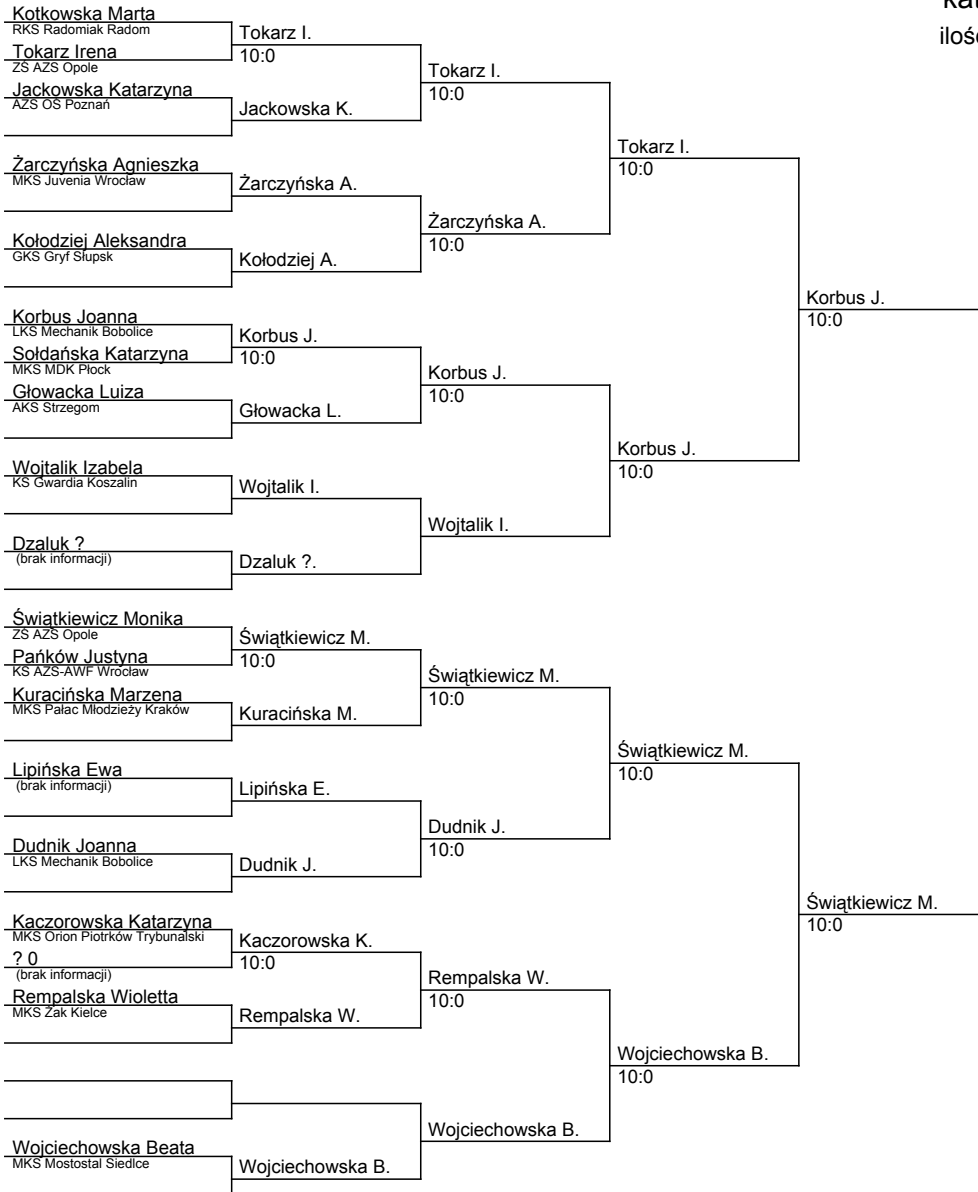 Kotkowska Marta
RKS Radomiak Radom
Tokarz Irena
ZS AZS Opole
Jackowska Katarzyna
AZS OŚ Poznań
Żarczyńska Agnieszka
MKS Juvenia Wrocław
Kołodziej Aleksandra
GKS Gryf Słupsk
Korbus Joanna
LKS Mechanik Bobolice
Sołdańska Katarzyna
MKS MDK Płock
Głowacka Luiza
AKS Strzegom
Wojtalik Izabela
KS Gwardia Koszalin
Dzaluk ?
(brak informacji)
Świątkiewicz Monika
ZS AZS Opole
Pańków Justyna
KS AZS-AWF Wrocław
Kuracińska Marzena
MKS Pałac Młodzieży Kraków
Lipińska Ewa
(brak informacji)
Dudnik Joanna
LKS Mechanik Bobolice
Kaczorowska Katarzyna
MKS Orion Piotrków Trybunalski
? 0
(brak informacji)
Rempalska Wioletta
MKS Żak Kielce
Wojciechowska Beata
MKS Mostostal Siedlce
Tokarz I.
10:0
Jackowska K.
Żarczyńska A.
Kołodziej A.
Korbus J.
10:0
Głowacka L.
Wojtalik I.
Dzaluk ?.
Świątkiewicz M.
10:0
Kuracińska M.
Lipińska E.
Dudnik J.
Kaczorowska K.
10:0
Rempalska W.
Wojciechowska B.
Tokarz I.
10:0
Żarczyńska A.
10:0
Korbus J.
10:0
Wojtalik I.
Świątkiewicz M.
10:0
Dudnik J.
10:0
Rempalska W.
10:0
Wojciechowska B.
Tokarz I.
10:0
Korbus J.
10:0
Świątkiewicz M.
10:0
Wojciechowska B.
10:0
Korbus J.
10:0
Świątkiewicz M.
10:0